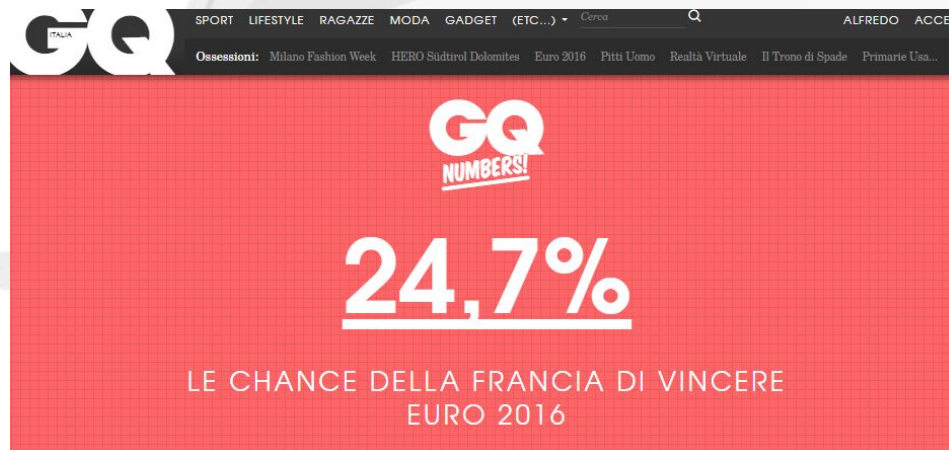 GQ
ITALIA
SPORT LIFESTYLE RAGAZZE MODA GADGET (ETC...) Cerca ALFREDO ACCE
Ossessioni: Milano Fashion Week HERO Südtirol Dolomites Euro 2016 Pitti Uomo Realtà Virtuale Il Trono di Spade Primarie Usa...
GQ
NUMBERS!
24,7%
LE CHANCE DELLA FRANCIA DI VINCERE
EURO 2016